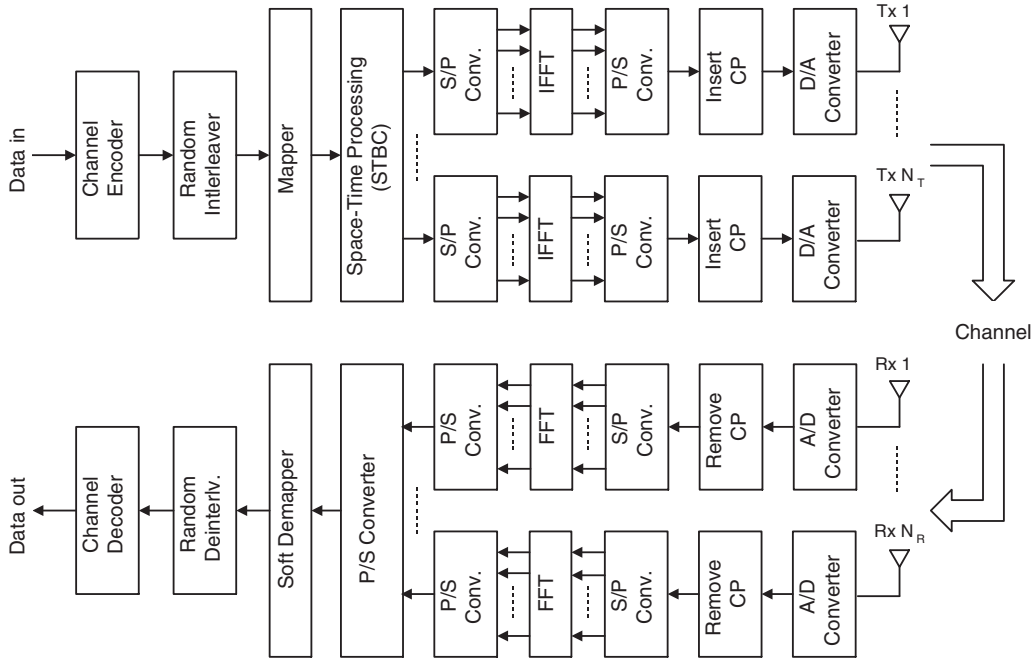 Data in
Channel
Encoder
Random
Intlerleaver
Mapper
Space-Time Processing
(STBC)
S/P
Conv.
IFFT
P/S
Conv.
Insert
CP
D/A
Converter
Tx 1
S/P
Conv.
IFFT
P/S
Conv.
Insert
CP
D/A
Converter
Tx N_T
Channel
Rx 1
A/D
Converter
Remove
CP
S/P
Conv.
FFT
P/S
Conv.
Rx N_R
A/D
Converter
Remove
CP
S/P
Conv.
FFT
P/S
Conv.
P/S Converter
Soft Demapper
Random
Deinterlv.
Channel
Decoder
Data out